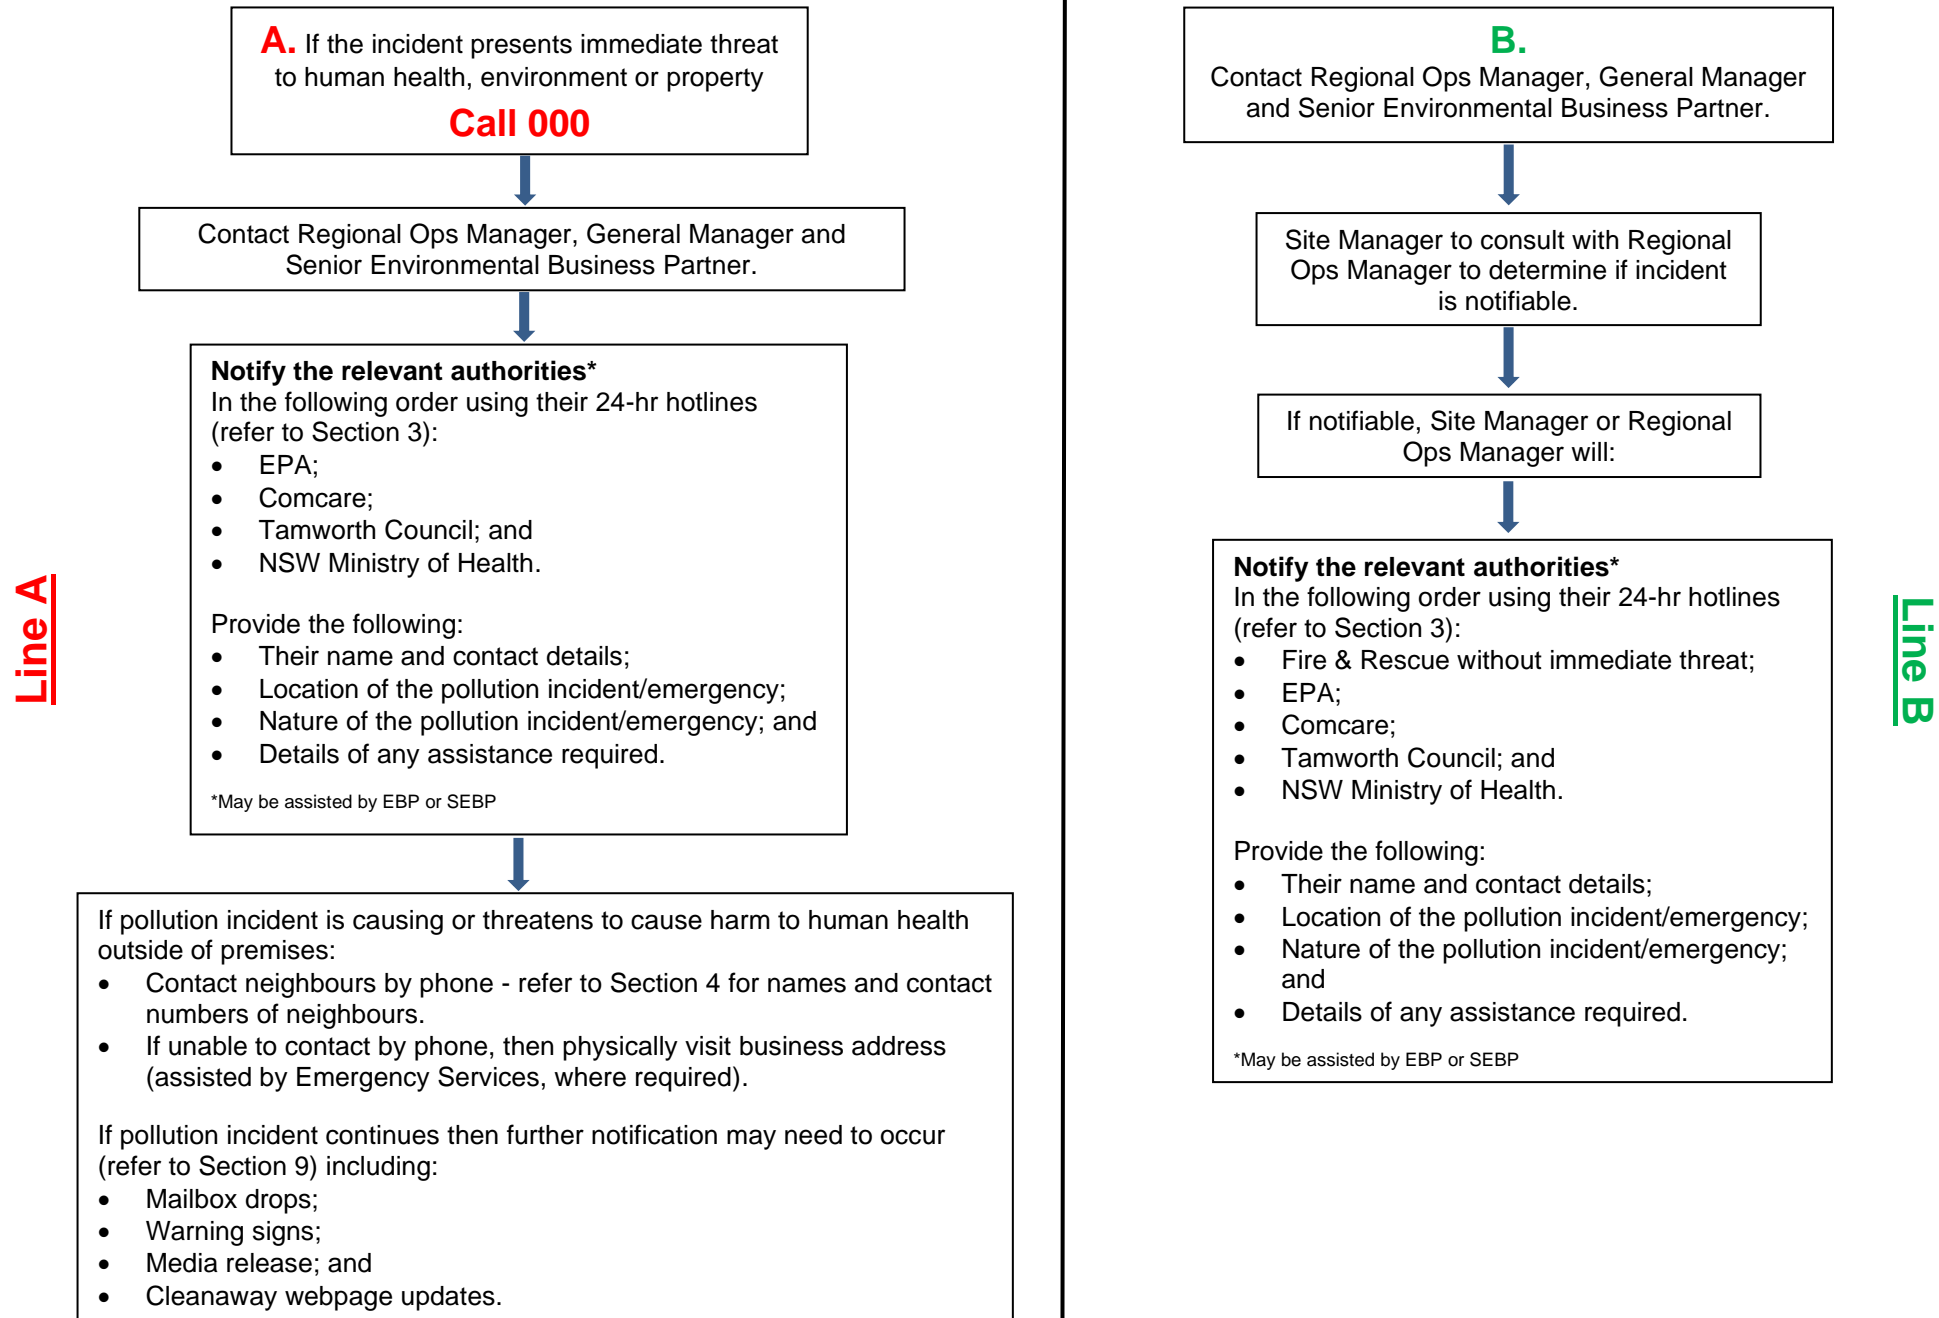 A. If the incident presents immediate threat
to human health, environment or property
Call 000
Contact Regional Ops Manager, General Manager and
Senior Environmental Business Partner.
Notify the relevant authorities*
In the following order using their 24-hr hotlines
(refer to Section 3):
• EPA;
• Comcare;
• Tamworth Council; and
• NSW Ministry of Health.
Provide the following:
• Their name and contact details;
• Location of the pollution incident/emergency;
• Nature of the pollution incident/emergency; and
• Details of any assistance required.
*May be assisted by EBP or SEBP
If pollution incident is causing or threatens to cause harm to human health
outside of premises:
• Contact neighbours by phone - refer to Section 4 for names and contact
numbers of neighbours.
• If unable to contact by phone, then physically visit business address
(assisted by Emergency Services, where required).
If pollution incident continues then further notification may need to occur
(refer to Section 9) including:
• Mailbox drops;
• Warning signs;
• Media release; and
• Cleanaway webpage updates.
Line A
B.
Contact Regional Ops Manager, General Manager
and Senior Environmental Business Partner.
Site Manager to consult with Regional
Ops Manager to determine if incident
is notifiable.
If notifiable, Site Manager or Regional
Ops Manager will:
Notify the relevant authorities*
In the following order using their 24-hr hotlines
(refer to Section 3):
• Fire & Rescue without immediate threat;
• EPA;
• Comcare;
• Tamworth Council; and
• NSW Ministry of Health.
Provide the following:
• Their name and contact details;
• Location of the pollution incident/emergency;
• Nature of the pollution incident/emergency;
and
• Details of any assistance required.
*May be assisted by EBP or SEBP
Line B